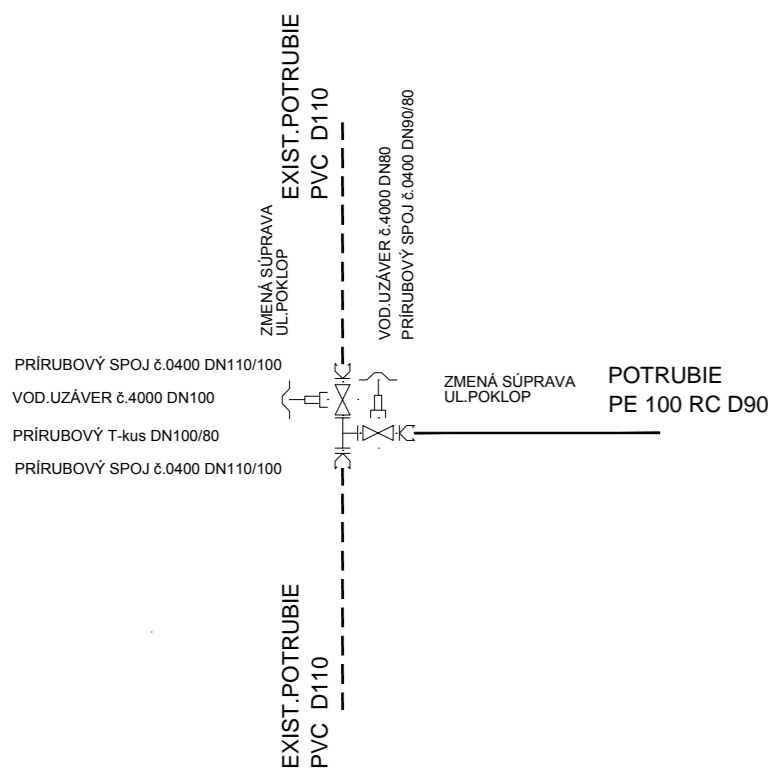 EXIST.POTRUBIE
PVC D110
ZMENÁ SÚPRAVA
UL.POKLOP
VOD.UZÁVER č.4000 DN80
PRÍRUBOVÝ SPOJ č.0400 DN90/80
PRÍRUBOVÝ SPOJ č.0400 DN110/100
VOD.UZÁVER č.4000 DN100
PRÍRUBOVÝ T-kus DN100/80
PRÍRUBOVÝ SPOJ č.0400 DN110/100
ZMENÁ SÚPRAVA
UL.POKLOP
POTRUBIE
PE 100 RC D90
EXIST.POTRUBIE
PVC D110